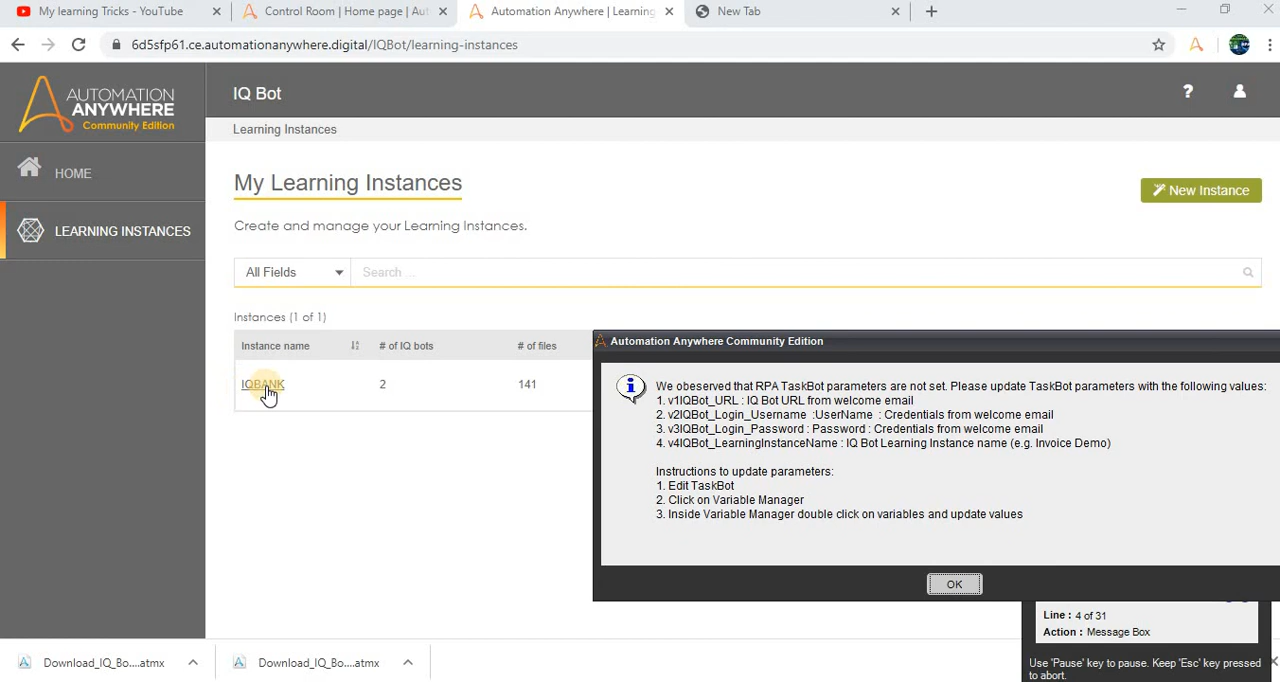 My learning Tricks - YouTube
Control Room | Home page | Aut
Automation Anywhere | Learning
New Tab
6d5sfp61.ce.automationanywhere.digital/IQBot/learning-instances
AUTOMATION
ANYWHERE
Community Edition
IQ Bot
?
Learning Instances
HOME
LEARNING INSTANCES
My Learning Instances
New Instance
Create and manage your Learning Instances.
All Fields
Search ...
Instances (1 of 1)
Instance name
# of IQ bots
# of files
IQBANK
2
141
Automation Anywhere Community Edition
We obeserved that RPA TaskBot parameters are not set. Please update TaskBot parameters with the following values:
1. v1IQBot_URL : IQ Bot URL from welcome email
2. v2IQBot_Login_Username :UserName : Credentials from welcome email
3. v3IQBot_Login_Password : Password : Credentials from welcome email
4. v4IQBot_LearningInstanceName : IQ Bot Learning Instance name (e.g. Invoice Demo)
Instructions to update parameters:
1. Edit TaskBot
2. Click on Variable Manager
3. Inside Variable Manager double click on variables and update values
OK
Line : 4 of 31
Action : Message Box
Use 'Pause' key to pause. Keep 'Esc' key pressed
to abort.
Download_IQ_Bo....atmx
Download_IQ_Bo....atmx